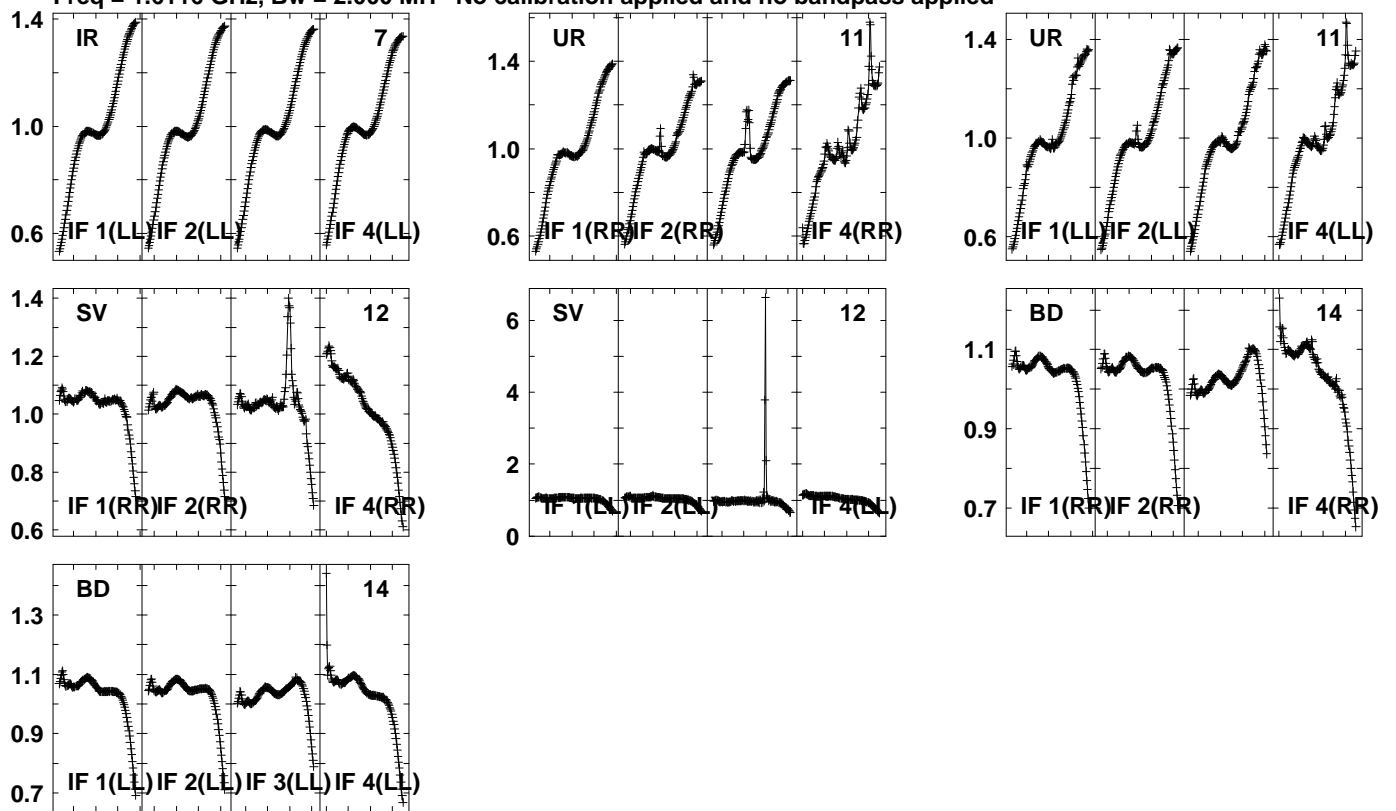 No calibration applied and no bandpass applied
IR 7
1.4
1.0
0.6
IF 1(LL) IF 2(LL) IF 4(LL)
UR 11
1.4
1.0
0.6
IF 1(RR) IF 2(RR) IF 4(RR)
UR 11
1.4
1.0
0.6
IF 1(LL) IF 2(LL) IF 4(LL)
SV 12
1.4
1.2
1.0
0.8
0.6
IF 1(RR) IF 2(RR) IF 4(RR)
SV 12
6
4
2
0
IF 1(LL) IF 2(LL) IF 4(LL)
BD 14
1.1
0.9
0.7
IF 1(RR) IF 2(RR) IF 4(RR)
BD 14
1.3
1.1
0.9
0.7
IF 1(LL) IF 2(LL) IF 3(LL) IF 4(LL)